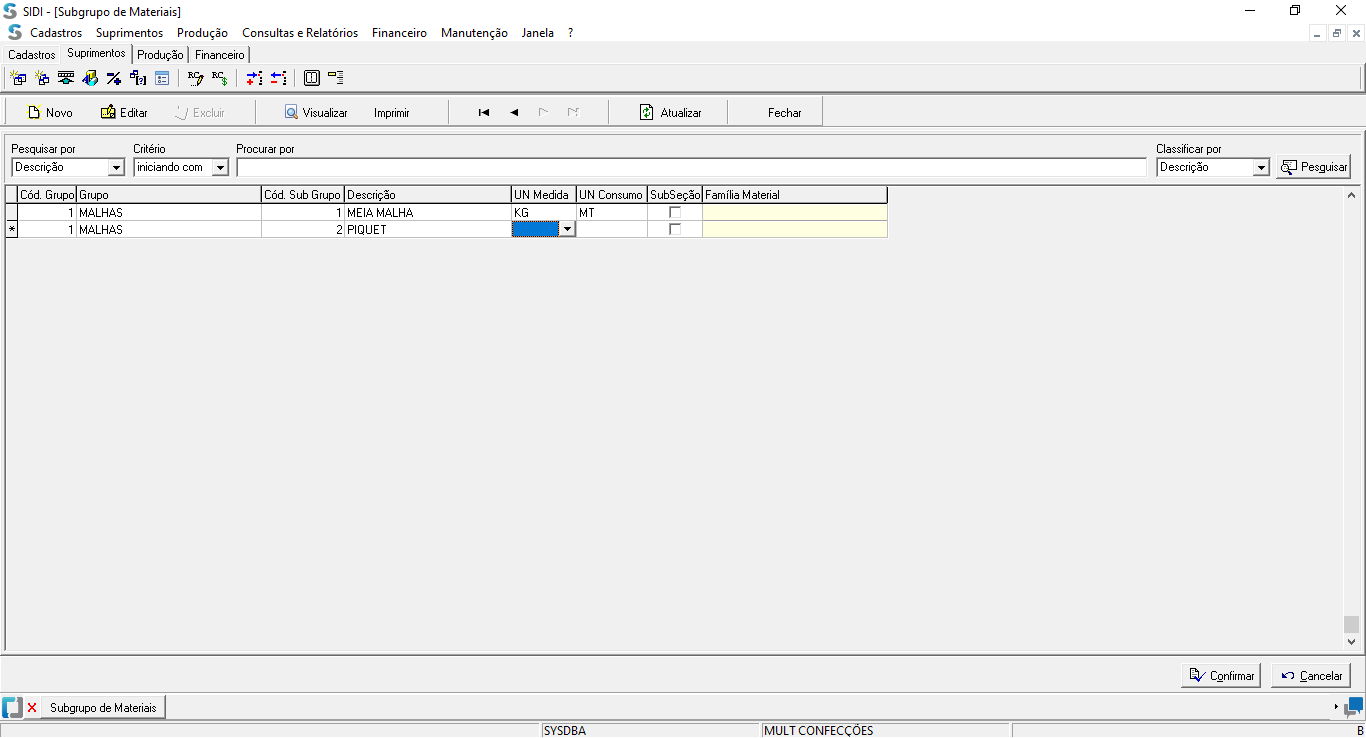 SIDI - [Subgrupo de Materiais]
Cadastros Suprimentos Produção Consultas e Relatórios Financeiro Manutenção Janela ?
Cadastros Suprimentos Produção Financeiro
Novo Editar Excluir Visualizar Imprimir Atualizar Fechar
Pesquisar por Critério Procurar por Classificar por
Descrição iniciando com Descrição Pesquisar
Cód. Grupo Grupo Cód. Sub Grupo Descrição UN Medida UN Consumo SubSeção Família Material
1 MALHAS 1 MEIA MALHA KG MT
* 1 MALHAS 2 PIQUET
Confirmar Cancelar
Subgrupo de Materiais
SYSDBA MULT CONFECÇÕES B